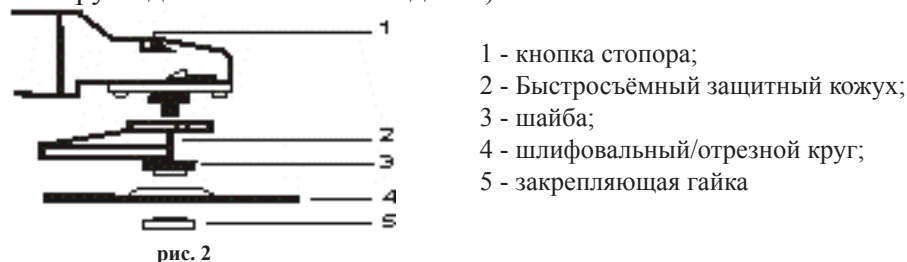 1
2
3
4
5
1 - кнопка стопора;
2 - Быстросъёмный защитный кожух;
3 - шайба;
4 - шлифовальный/отрезной круг;
5 - закрепляющая гайка
рис. 2